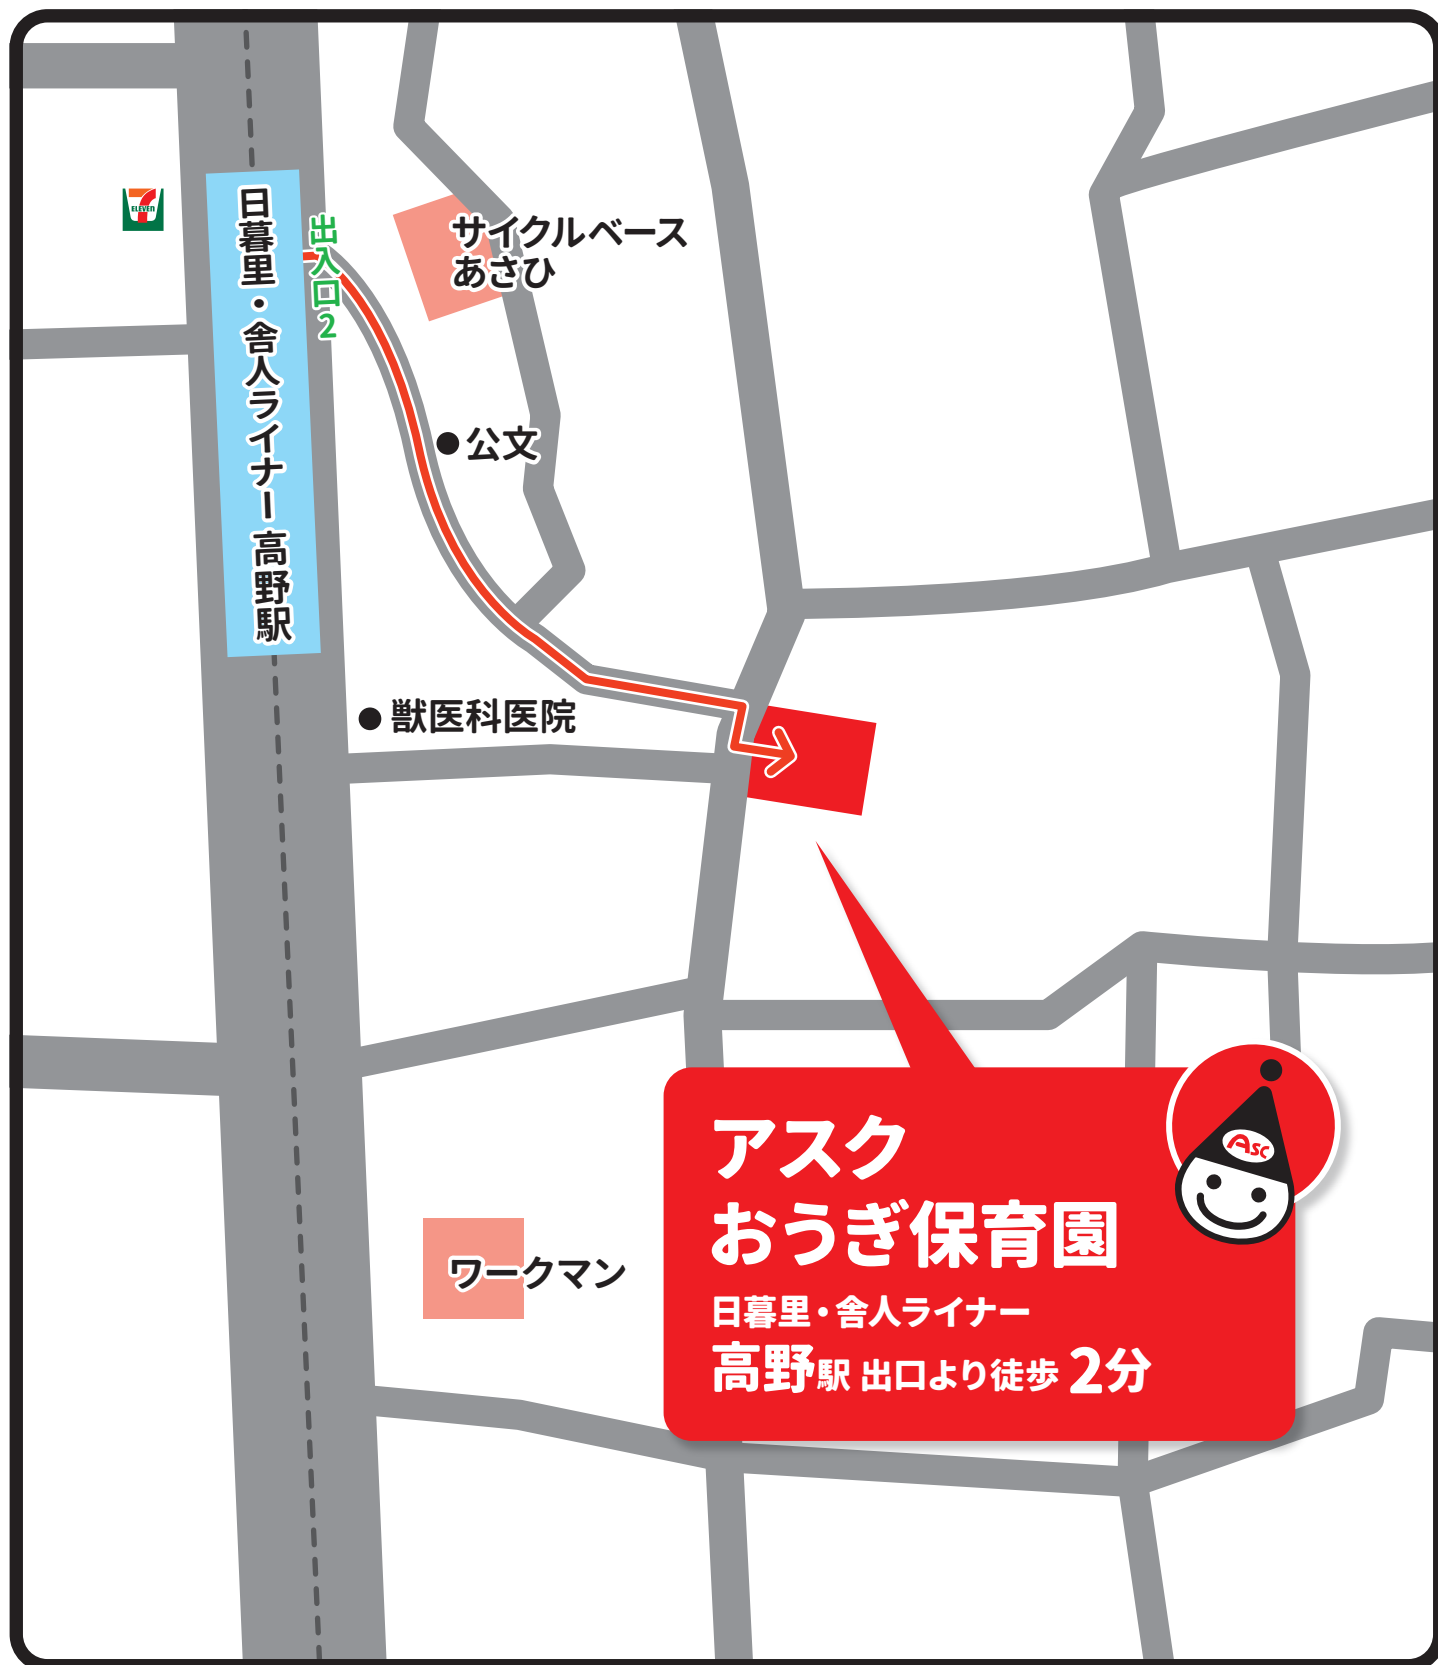 7
ELEVEN
日暮里・舎人ライナー 高野駅
出入口2
サイクルベース
あさひ
公文
獣医科医院
ワークマン
ASC
アスク
おうぎ保育園
日暮里・舎人ライナー
高野駅 出口より徒歩 2分